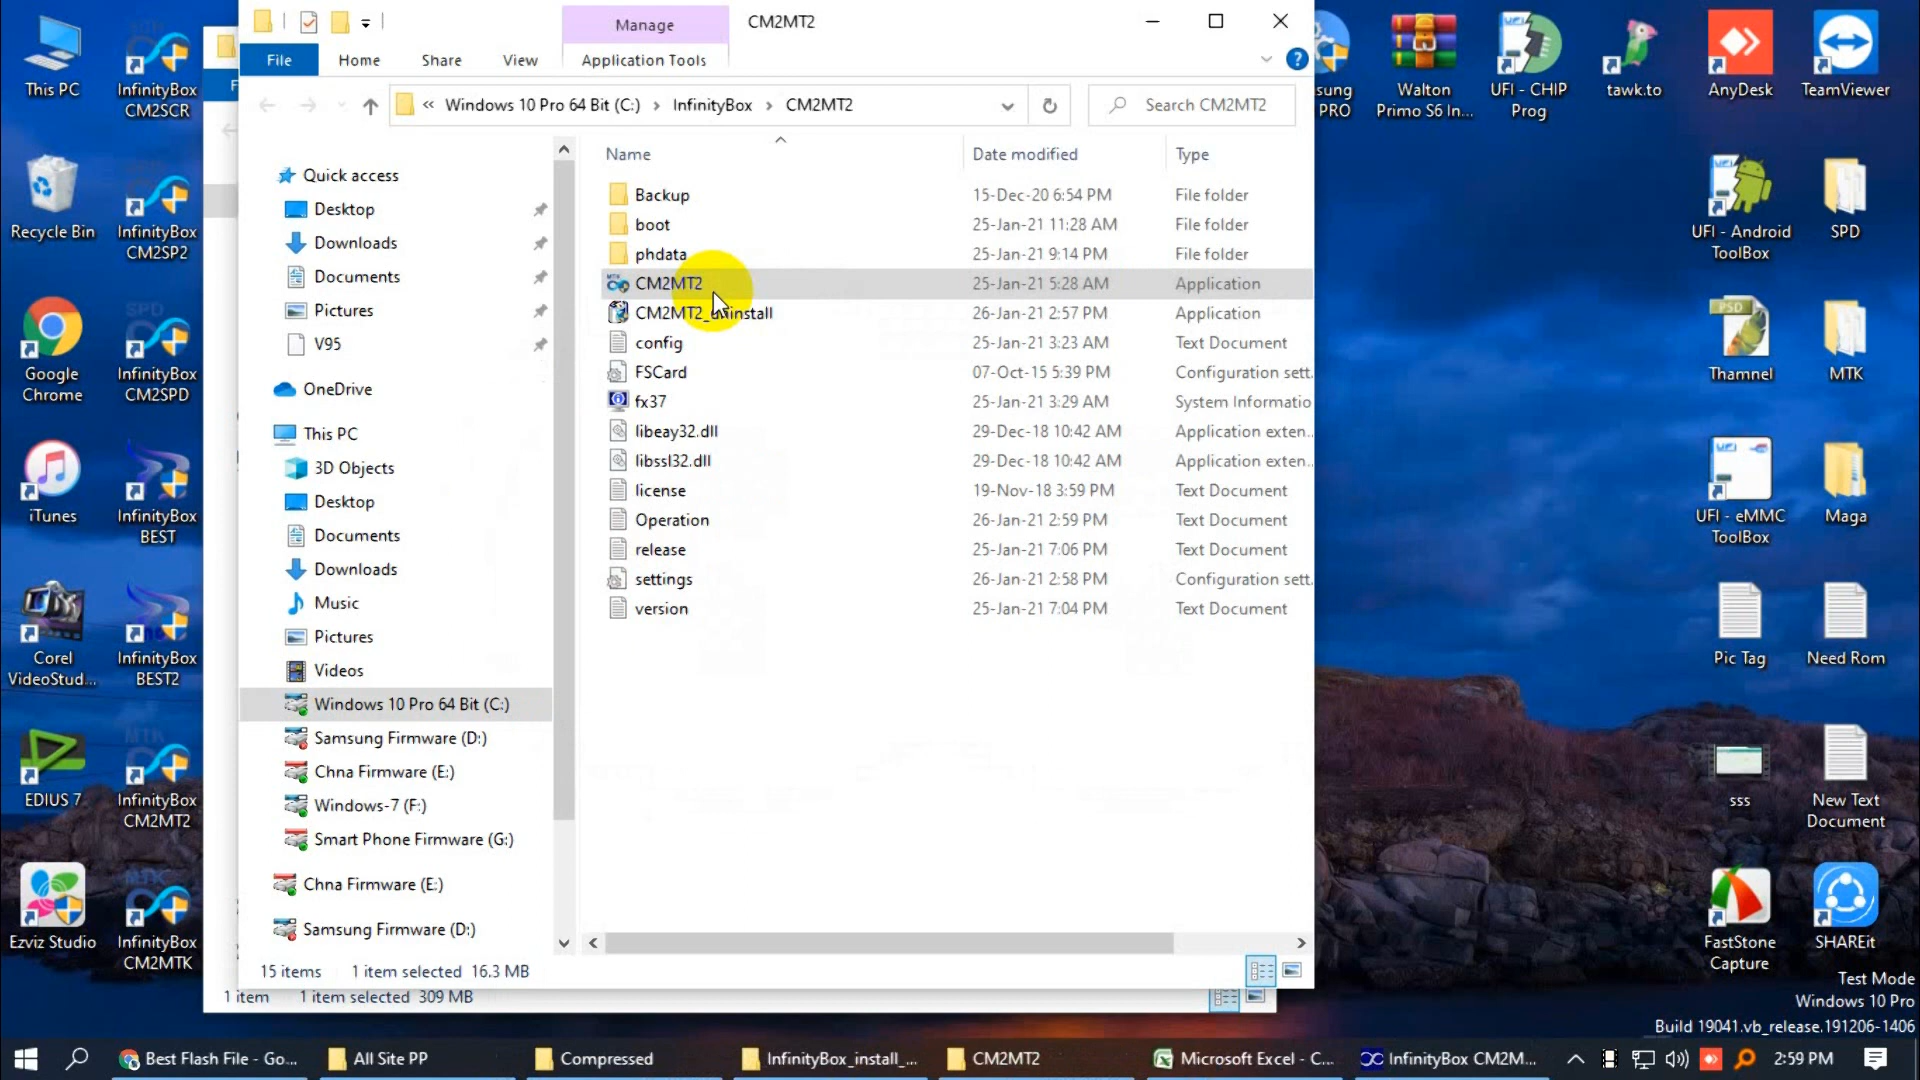 Manage
CM2MT2
File
Home
Share
View
Application Tools
« Windows 10 Pro 64 Bit (C:) › InfinityBox › CM2MT2
Search CM2MT2
Name
Date modified
Type
Quick access
Desktop
Downloads
Documents
Pictures
V95
OneDrive
This PC
3D Objects
Desktop
Documents
Downloads
Music
Pictures
Videos
Windows 10 Pro 64 Bit (C:)
Samsung Firmware (D:)
Chna Firmware (E:)
Windows-7 (F:)
Smart Phone Firmware (G:)
Chna Firmware (E:)
Samsung Firmware (D:)
Backup 15-Dec-20 6:54 PM File folder
boot 25-Jan-21 11:28 AM File folder
phdata 25-Jan-21 9:14 PM File folder
CM2MT2 25-Jan-21 5:28 AM Application
CM2MT2_uninstall 26-Jan-21 2:57 PM Application
config 25-Jan-21 3:23 AM Text Document
FSCard 07-Oct-15 5:39 PM Configuration sett...
fx37 25-Jan-21 3:29 AM System Informatio
libeay32.dll 29-Dec-18 10:42 AM Application exten...
libssl32.dll 29-Dec-18 10:42 AM Application exten...
license 19-Nov-18 3:59 PM Text Document
Operation 26-Jan-21 2:59 PM Text Document
release 25-Jan-21 7:06 PM Text Document
settings 26-Jan-21 2:58 PM Configuration sett...
version 25-Jan-21 7:04 PM Text Document
15 items 1 item selected 16.3 MB
1 item 1 item selected 309 MB
This PC
InfinityBox
CM2SCR
Recycle Bin
InfinityBox
CM2SP2
Google
Chrome
InfinityBox
CM2SPD
iTunes
InfinityBox
BEST
Corel
VideoStud...
InfinityBox
BEST2
EDIUS 7
InfinityBox
CM2MT2
Ezviz Studio
InfinityBox
CM2MTK
sung
PRO
Walton
Primo S6 In...
UFI - CHIP
Prog
tawk.to
AnyDesk
TeamViewer
UFI - Android
ToolBox
SPD
PSD
Thamnel
MTK
UFI - eMMC
ToolBox
Maga
Pic Tag
Need Rom
sss
New Text
Document
FastStone
Capture
SHAREit
Test Mode
Windows 10 Pro
Build 19041.vb_release.191206-1406
Best Flash File - Go...
All Site PP
Compressed
InfinityBox_install_...
CM2MT2
Microsoft Excel - C...
InfinityBox CM2M...
2:59 PM